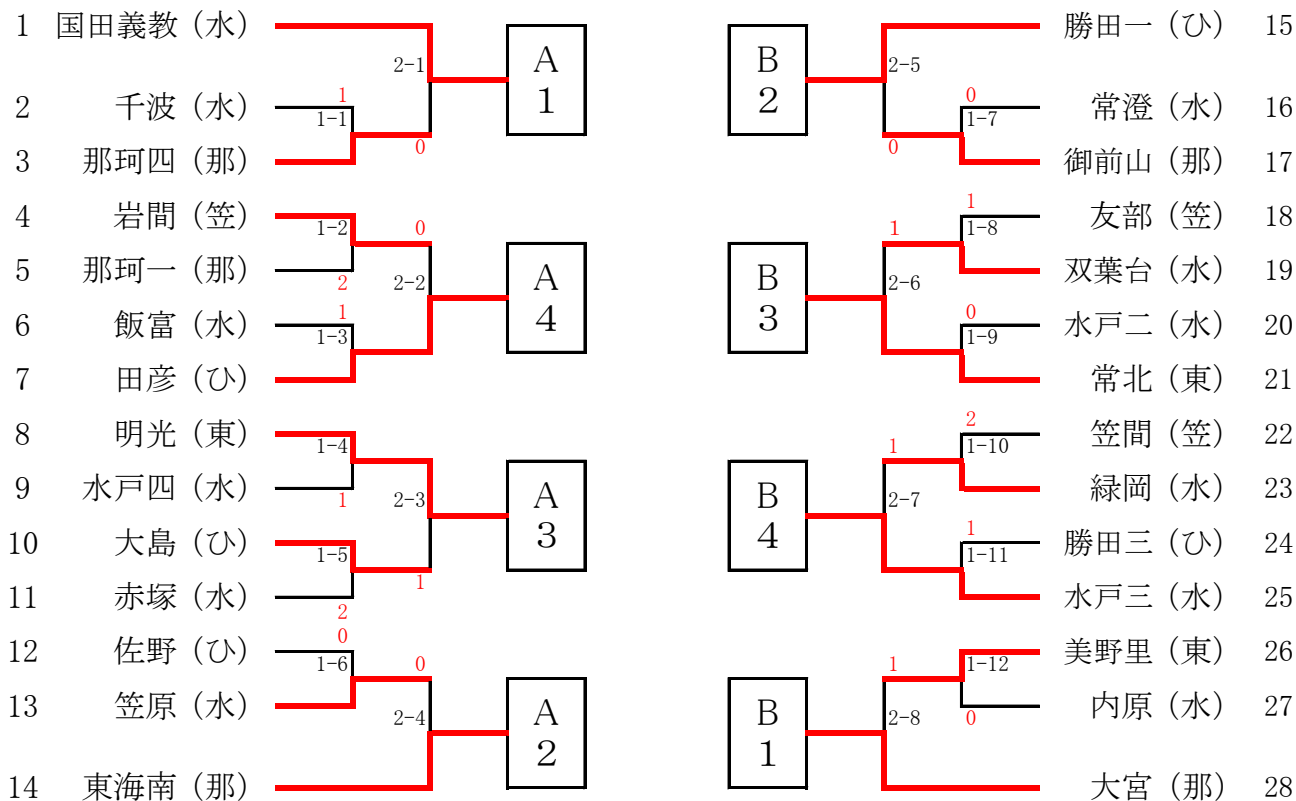 1 国田義教（水）
2-1
1
2 千波（水）
1-1
3 那珂四（那）
0
A
1
4 岩間（笠）
1-2
0
5 那珂一（那）
2
2-2
6 飯富（水）
1
1-3
7 田彦（ひ）
A
4
8 明光（東）
1-4
9 水戸四（水）
1
2-3
10 大島（ひ）
1-5
1
11 赤塚（水）
2
A
3
12 佐野（ひ）
0
1-6
0
13 笠原（水）
2-4
14 東海南（那）
A
2
勝田一（ひ） 15
2-5
0
常澄（水） 16
1-7
御前山（那） 17
0
B
2
1
友部（笠） 18
1-8
1
双葉台（水） 19
2-6
0
水戸二（水） 20
1-9
常北（東） 21
B
3
2
笠間（笠） 22
1-10
1
緑岡（水） 23
2-7
1
勝田三（ひ） 24
1-11
水戸三（水） 25
B
4
美野里（東） 26
1-12
1
内原（水） 27
0
2-8
大宮（那） 28
B
1